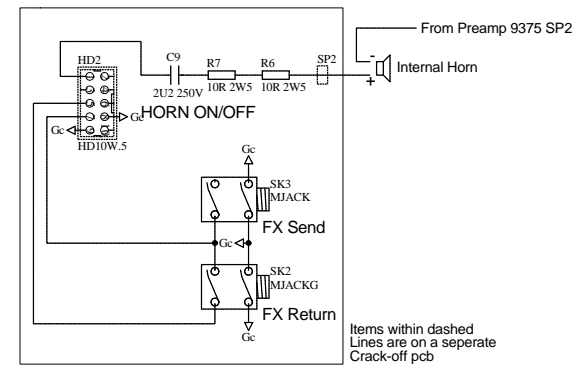 From Preamp 9375 SP2
HD2
C9
R7
R6
SP2
-
Internal Horn
+
2U2 250V
10R 2W5
10R 2W5
Gc
HORN ON/OFF
Gc
HD10W.5
Gc
SK3
MJACK
FX Send
Gc
SK2
MJACKG
FX Return
Gc
Items within dashed
Lines are on a seperate
Crack-off pcb